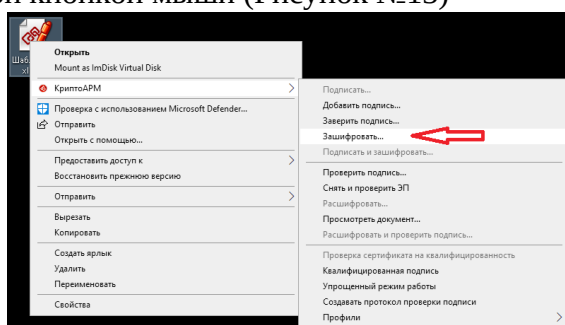 кнопкой мыши (Рисунок №13)
Шаб
xl
Открыть
Mount as ImDisk Virtual Disk
КриптоАРМ
Проверка с использованием Microsoft Defender...
Отправить
Открыть с помощью...
Предоставить доступ к
Восстановить прежнюю версию
Отправить
Вырезать
Копировать
Создать ярлык
Удалить
Переименовать
Свойства
Подписать...
Добавить подпись...
Заверить подпись...
Зашифровать...
Подписать и зашифровать...
Проверить подпись...
Снять и проверить ЭП
Расшифровать...
Просмотреть документ...
Расшифровать и проверить подпись...
Проверка сертификата на квалифицированность
Квалифицированная подпись
Упрощенный режим работы
Создавать протокол проверки подписи
Профили